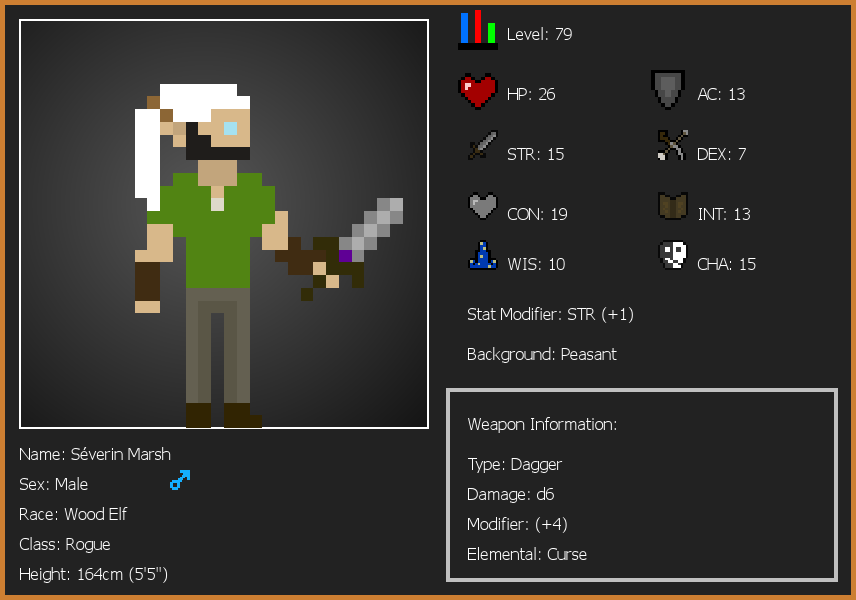 Level: 79
HP: 26
AC: 13
STR: 15
DEX: 7
CON: 19
INT: 13
WIS: 10
CHA: 15
Stat Modifier: STR (+1)
Background: Peasant
Weapon Information:
Type: Dagger
Damage: d6
Modifier: (+4)
Elemental: Curse
Name: Séverin Marsh
Sex: Male
Race: Wood Elf
Class: Rogue
Height: 164cm (5'5")